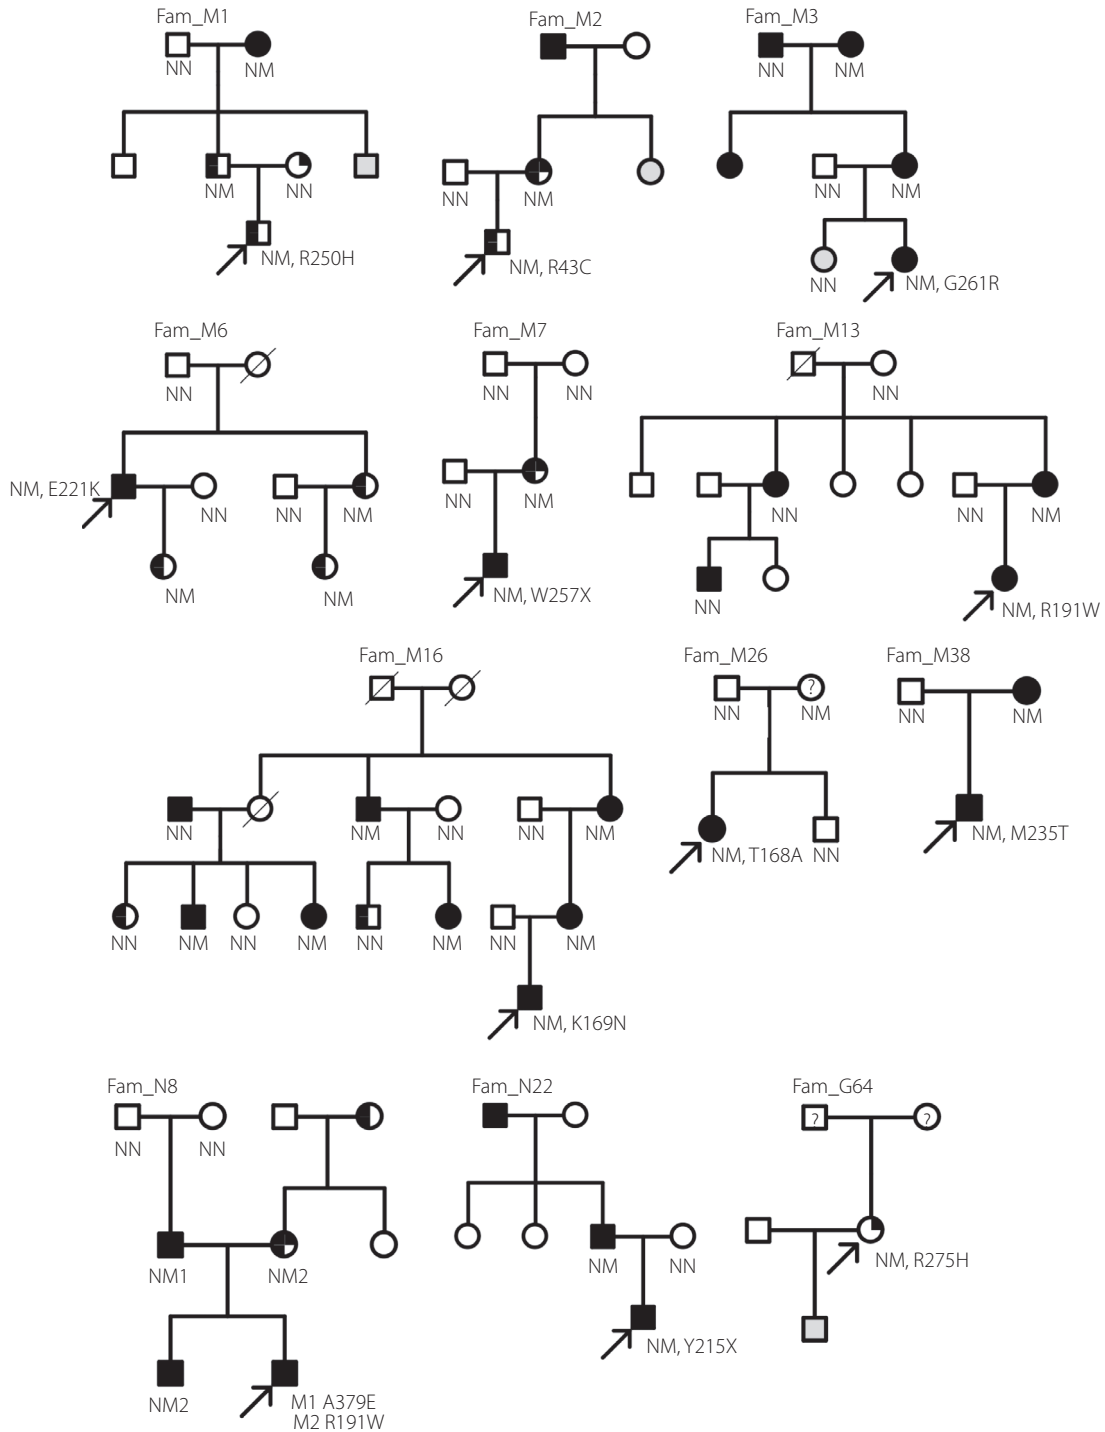 Fam_M1 Fam_M2 Fam_M3
NN NM NN NM
NM NN NN NM NN NM
NM, R250H NM, R43C NN NM, G261R
Fam_M6 Fam_M7 Fam_M13
NN NN NN NN
NM, E221K NN NN NM NN NM NN NN NM
NM NM NM, W257X NN NM, R191W
Fam_M16 Fam_M26 Fam_M38
? NN NM NN NM
NN NM NN NN NM NM, T168A NN NM, M235T
NN NM NN NM NN NM NN NM
NM, K169N
Fam_N8 Fam_N22 Fam_G64
? ?
NN NN
NM1 NM2 NM NN NM, R275H
NM, Y215X
NM2 M1 A379E
M2 R191W